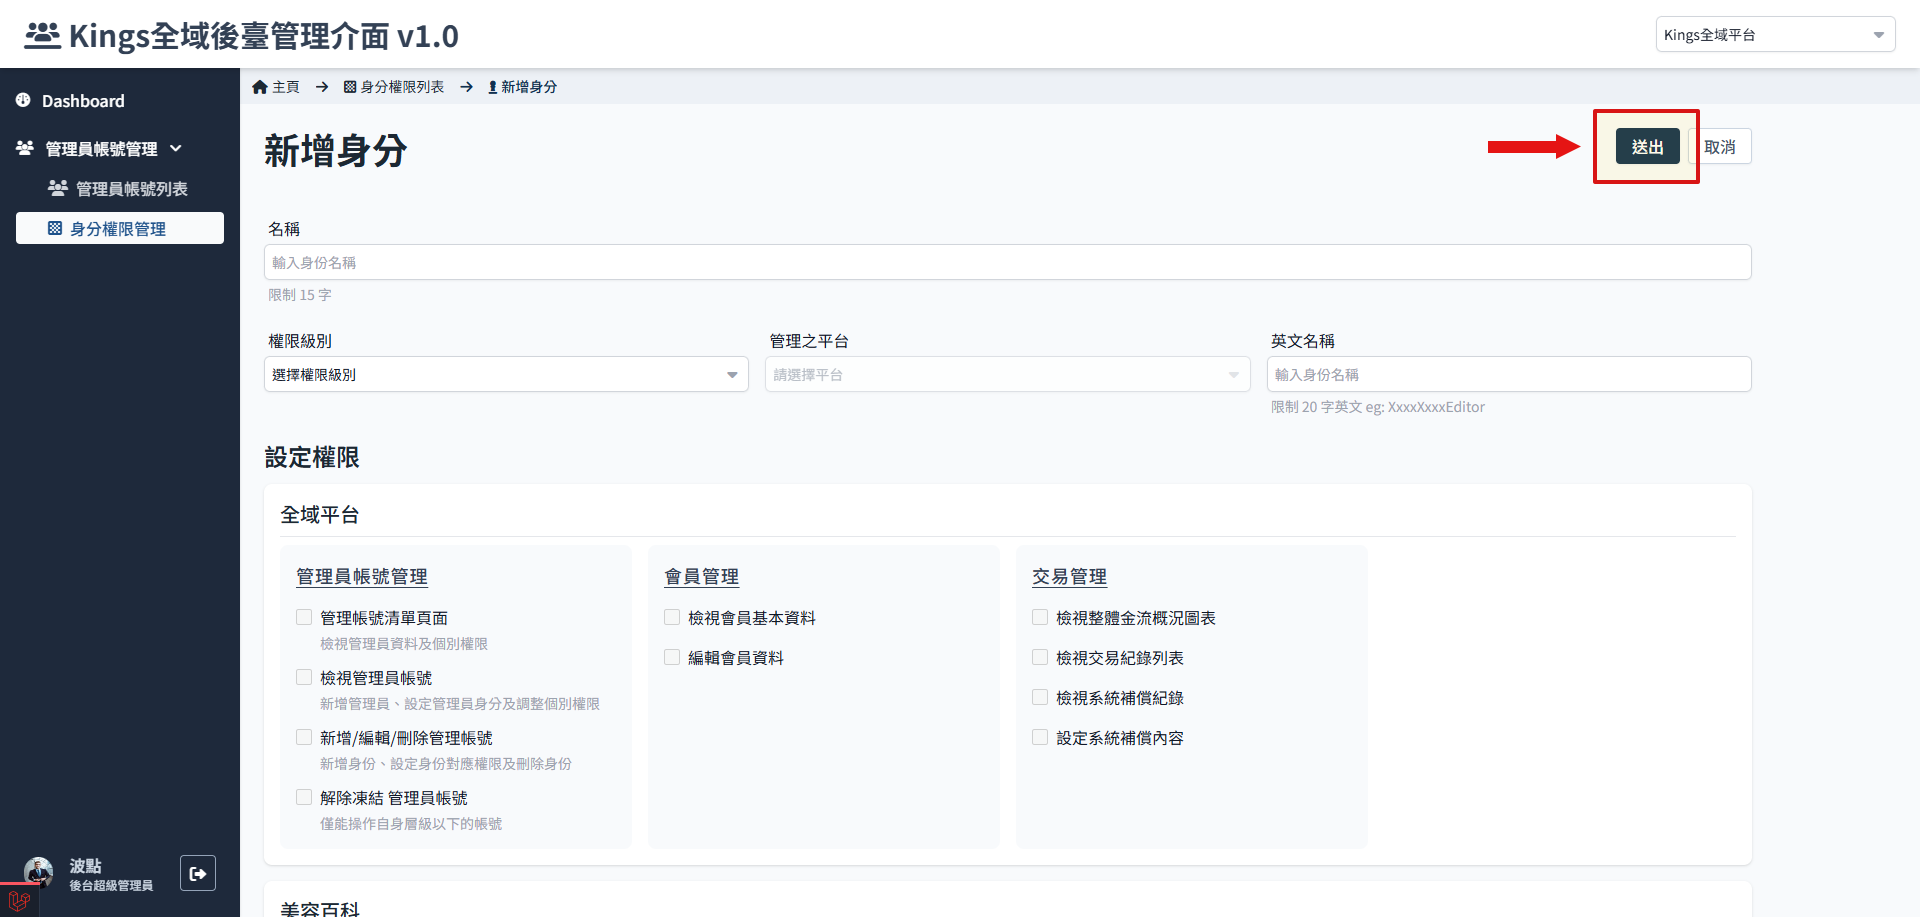 Kings全域後臺管理介面 v1.0
Kings全域平台
Dashboard
管理員帳號管理
管理員帳號列表
身分權限管理
主頁 → 身分權限列表 → 新增身分
新增身分
送出
取消
名稱
輸入身份名稱
限制 15 字
權限級別
選擇權限級別
管理之平台
請選擇平台
英文名稱
輸入身份名稱
限制 20 字英文 eg: XxxxXxxxEditor
設定權限
全域平台
管理員帳號管理
管理帳號清單頁面
檢視管理員資料及個別權限
檢視管理員帳號
新增管理員、設定管理員身分及調整個別權限
新增/編輯/刪除管理帳號
新增身份、設定身份對應權限及刪除身份
解除凍結 管理員帳號
僅能操作自身層級以下的帳號
會員管理
檢視會員基本資料
編輯會員資料
交易管理
檢視整體金流概況圖表
檢視交易紀錄列表
檢視系統補償紀錄
設定系統補償內容
美容百科
波點
後台超級管理員